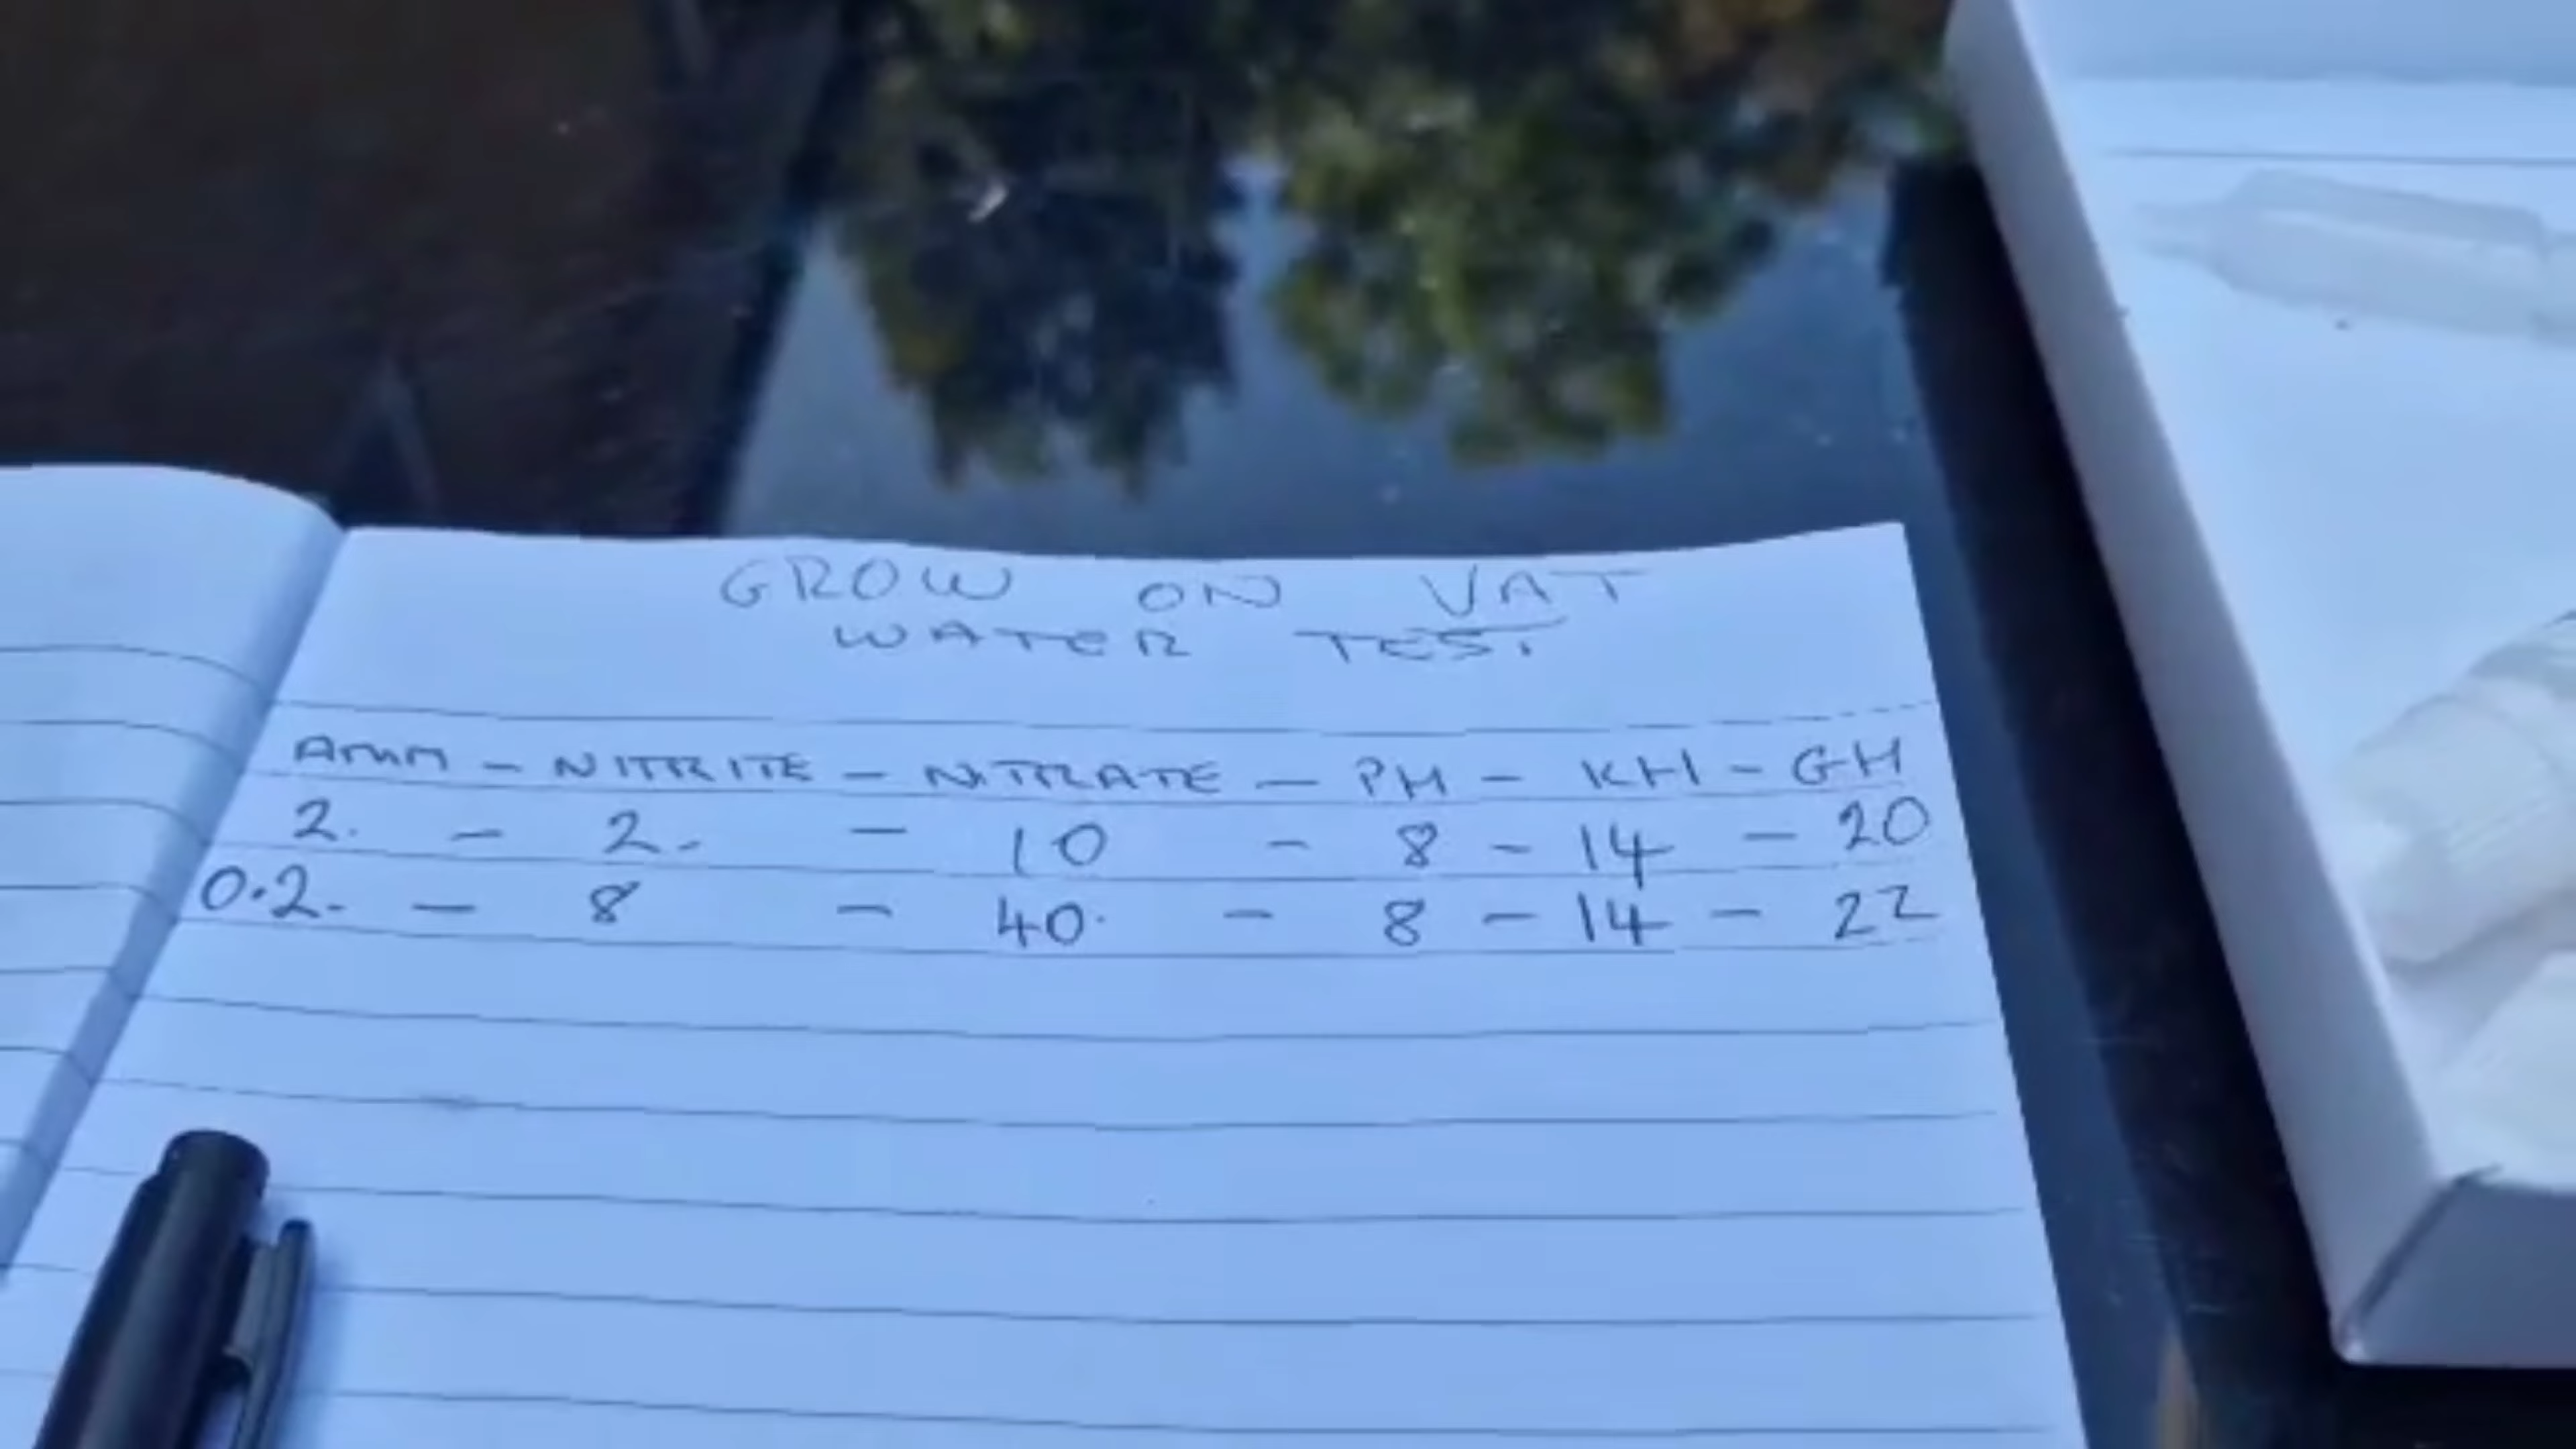 GROW ON VAT
WATER TEST
AMM - NITRITE - NITRATE - PH - KH - GH
2. - 2. - 10 - 8 - 14 - 20
0.2. - 8 - 40. - 8 - 14 - 22